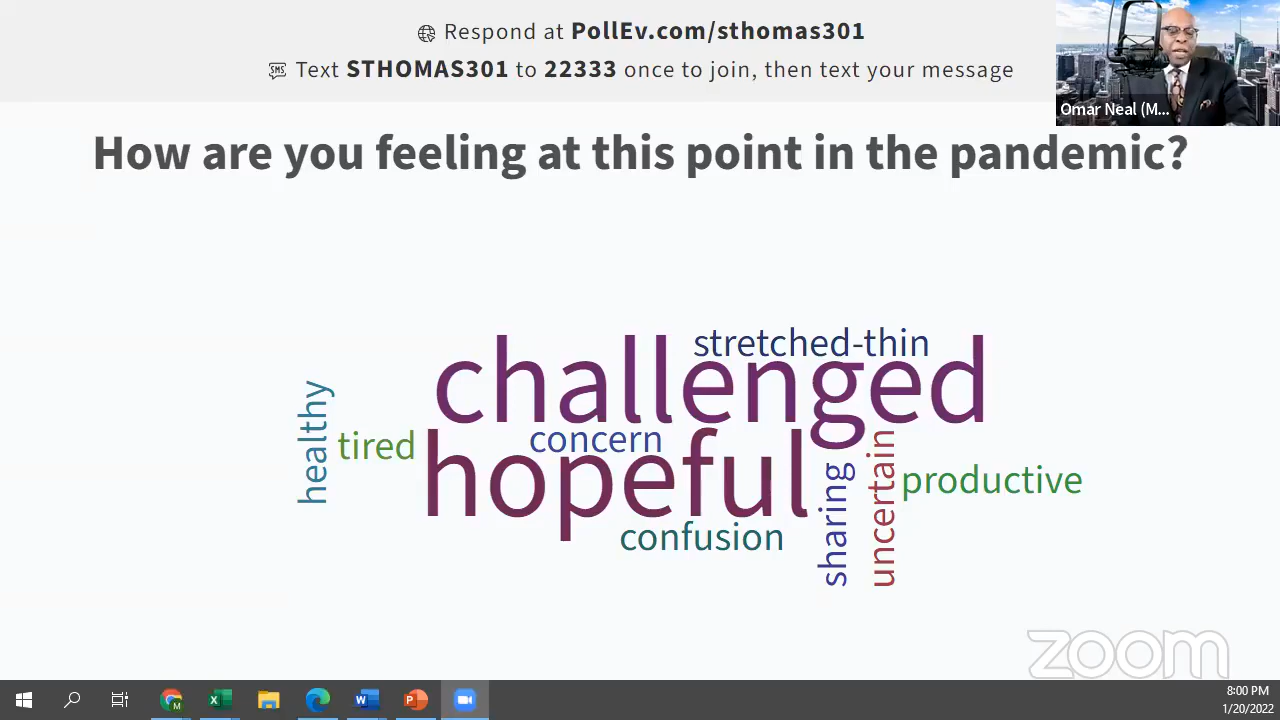 Respond at PollEv.com/sthomas301
Text STHOMAS301 to 22333 once to join, then text your message
Omar Neal (M...
How are you feeling at this point in the pandemic?
stretched-thin
challenged
healthy
tired
concern
hopeful
sharing
uncertain
productive
confusion
zoom
8:00 PM
1/20/2022